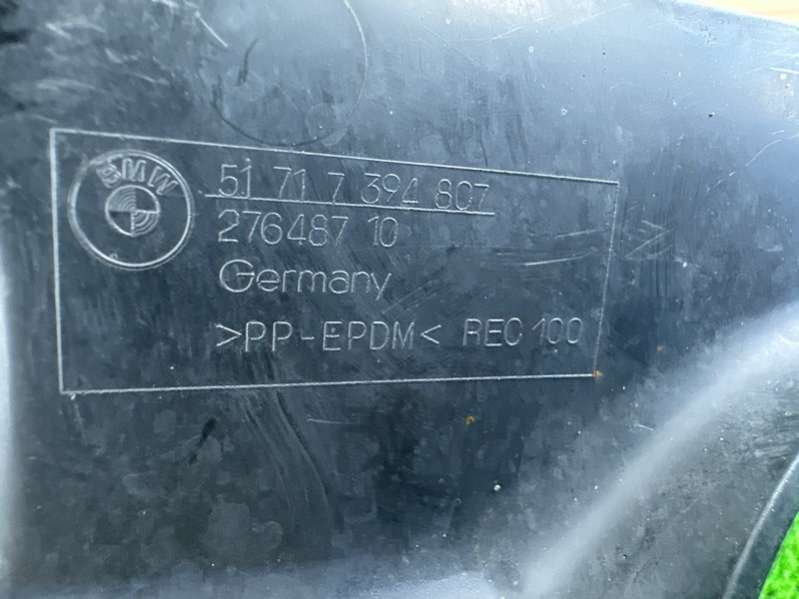 BMW
51 71 7 394 807
276487 10
Germany
>PP-EPDM< REC 100